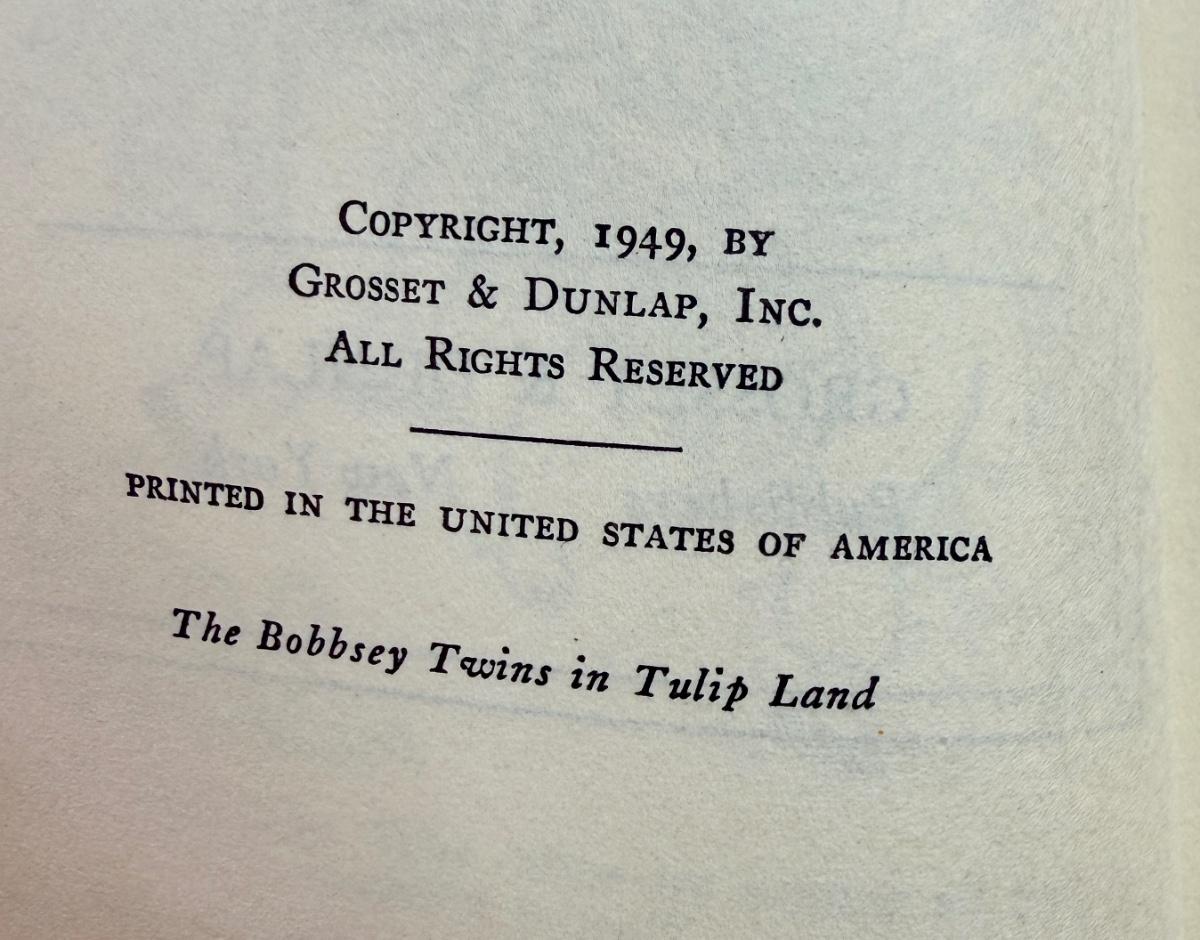 Copyright, 1949, by
Grosset & Dunlap, Inc.
All Rights Reserved
PRINTED IN THE UNITED STATES OF AMERICA
The Bobbsey Twins in Tulip Land